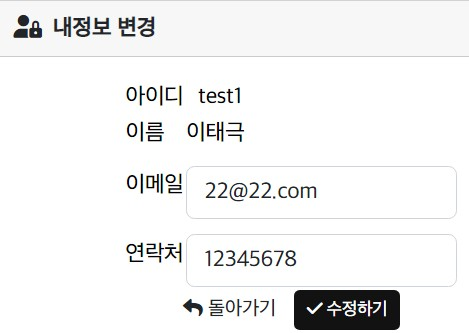 내정보 변경
아이디 test1
이름 이태극
이메일 22@22.com
연락처 12345678
돌아가기 수정하기